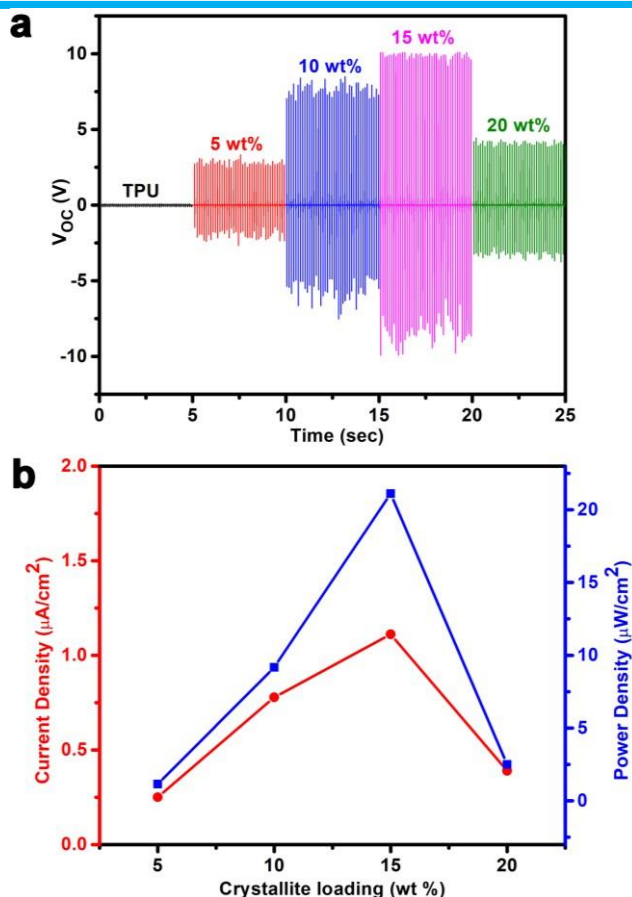 a
10
5
0
-5
-10
V_OC (V)
TPU
5 wt%
10 wt%
15 wt%
20 wt%
0 5 10 15 20 25
Time (sec)
b
2.0
1.5
1.0
0.5
0.0
Current Density (μA/cm²)
20
15
10
5
0
Power Density (μW/cm²)
5 10 15 20
Crystallite loading (wt %)